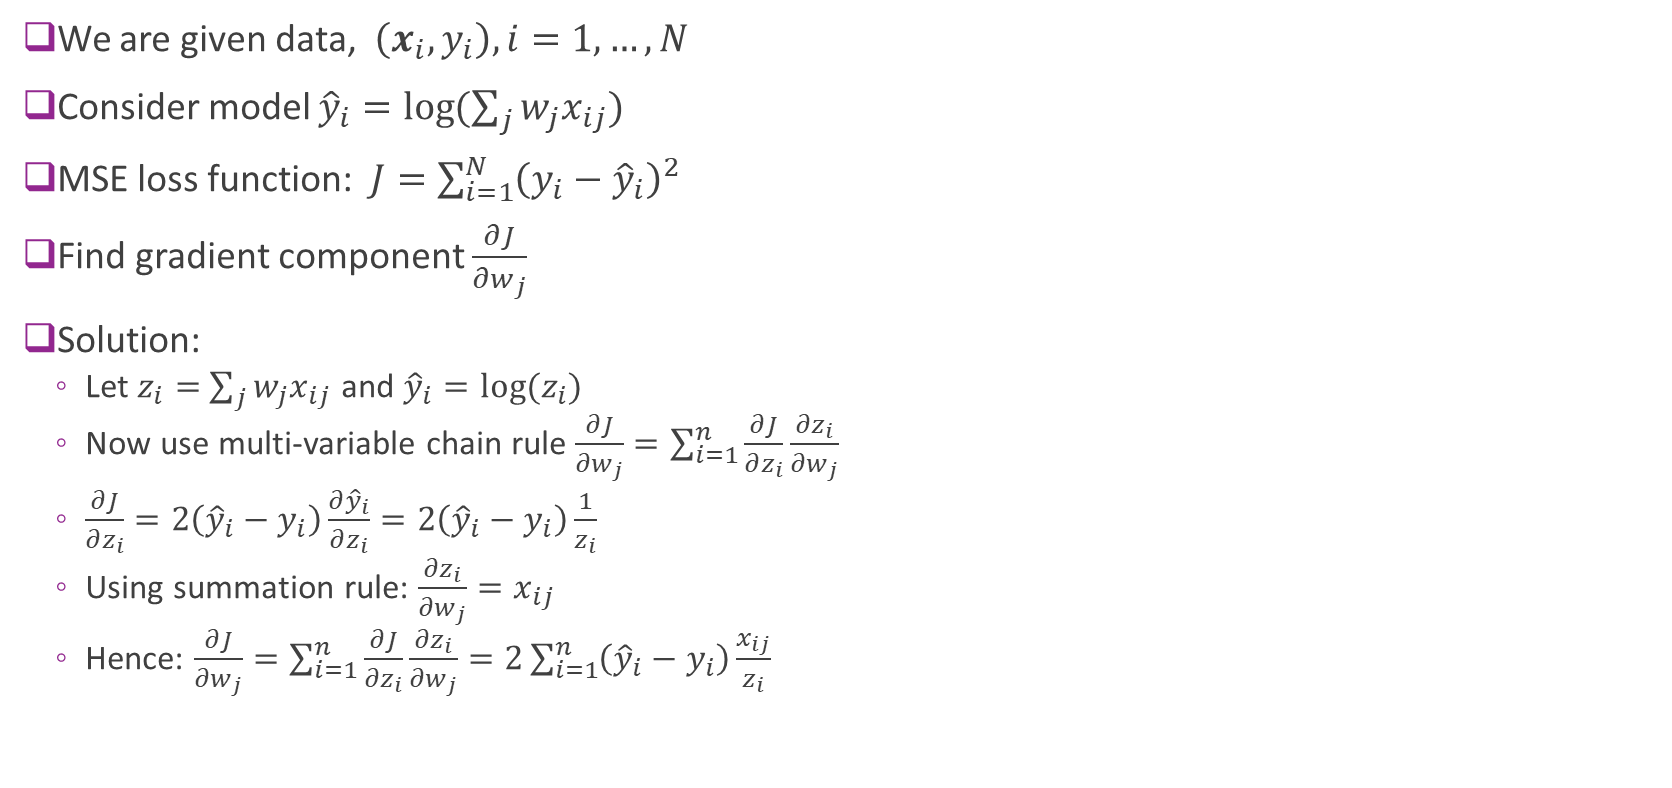 ❑We are given data, (𝒙ᵢ, yᵢ), i = 1, … , N
❑Consider model ŷᵢ = log(∑ⱼ wⱼxᵢⱼ)
❑MSE loss function: J = ∑ᵢ₌₁ᴺ(yᵢ − ŷᵢ)²
❑Find gradient component ∂J/∂wⱼ
❑Solution:
◦ Let zᵢ = ∑ⱼ wⱼxᵢⱼ and ŷᵢ = log(zᵢ)
◦ Now use multi-variable chain rule ∂J/∂wⱼ = ∑ᵢ₌₁ⁿ ∂J/∂zᵢ ∂zᵢ/∂wⱼ
◦ ∂J/∂zᵢ = 2(ŷᵢ − yᵢ) ∂ŷᵢ/∂zᵢ = 2(ŷᵢ − yᵢ) 1/zᵢ
◦ Using summation rule: ∂zᵢ/∂wⱼ = xᵢⱼ
◦ Hence: ∂J/∂wⱼ = ∑ᵢ₌₁ⁿ ∂J/∂zᵢ ∂zᵢ/∂wⱼ = 2 ∑ᵢ₌₁ⁿ(ŷᵢ − yᵢ) xᵢⱼ/zᵢ